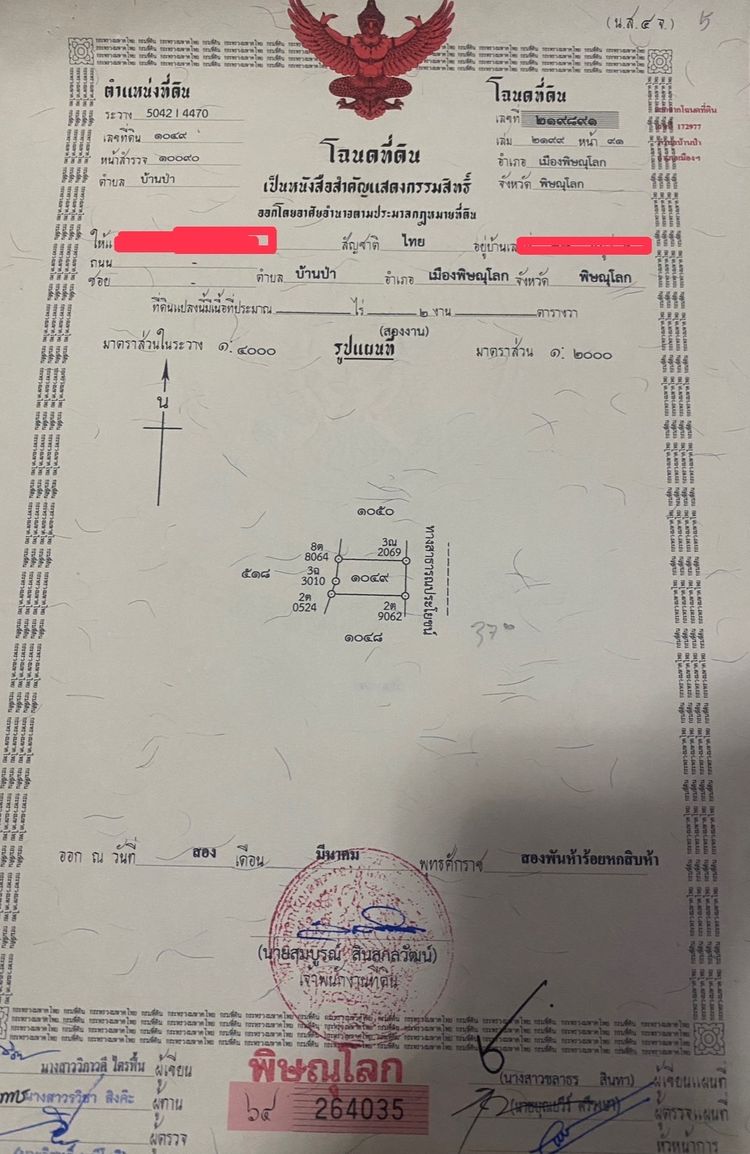 (น.ส.๔ จ.) 5
ตำแหน่งที่ดิน
ระวาง 5042 I 4470
เลขที่ดิน ๑๐๔๙
หน้าสำรวจ ๑๐๐๙๐
ตำบล บ้านป่า
โฉนดที่ดิน
เลขที่ ๒๑๙๘๙๑
เล่ม ๒๑๙๙ หน้า ๙๑
อำเภอ เมืองพิษณุโลก
จังหวัด พิษณุโลก
172977
โฉนดที่ดิน
เป็นหนังสือสำคัญแสดงกรรมสิทธิ์
ออกโดยอาศัยอำนาจตามประมวลกฎหมายที่ดิน
สัญชาติ ไทย
ถนน -
ซอย - ตำบล บ้านป่า อำเภอ เมืองพิษณุโลก จังหวัด พิษณุโลก
ที่ดินแปลงนี้มีเนื้อที่ประมาณ ไร่ ๒ งาน ตารางวา
(สองงาน)
มาตราส่วนในระวาง ๑:๔๐๐๐ รูปแผนที่ มาตราส่วน ๑:๒๐๐๐
น
๑๐๕๐
8ต 8064
3ณ 2069
๕๑๘
3ฉ 3010
๑๐๔๙
2ต 0524
2ต 9062
ทางสาธารณประโยชน์
๑๐๔๘
ออก ณ วันที่ สอง เดือน มีนาคม พุทธศักราช สองพันห้าร้อยหกสิบห้า
(นายสมบูรณ์ สินสกลวัฒน์)
เจ้าพนักงานที่ดิน
พิษณุโลก
๖๔ 264035
ผู้เขียน
ผู้ทาน
ผู้ตรวจ
ผู้เขียนแผนที่
ผู้ตรวจแผนที่
หัวหน้าการ